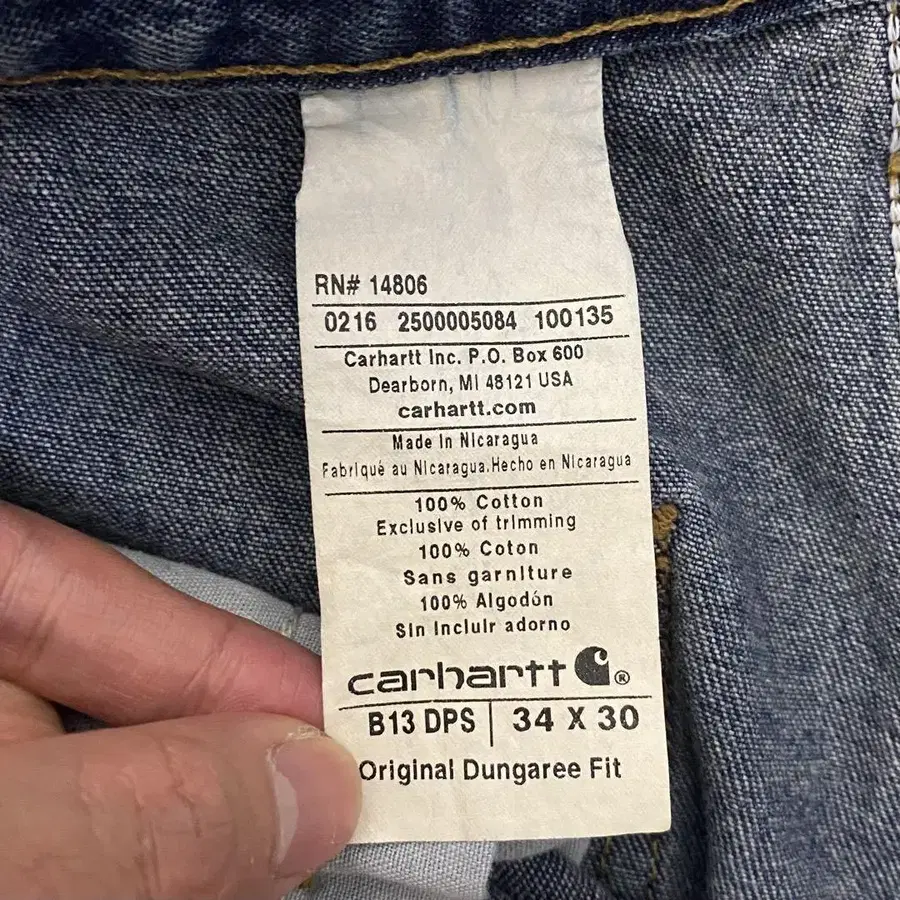 RN# 14806
0216 2500005084 100135
Carhartt Inc. P.O. Box 600
Dearborn, MI 48121 USA
carhartt.com
Made In Nicaragua
Fabriqué au Nicaragua.Hecho en Nicaragua
100% Cotton
Exclusive of trimming
100% Coton
Sans garniture
100% Algodón
Sin Incluir adorno
carhartt ®
B13 DPS | 34 X 30
Original Dungaree Fit